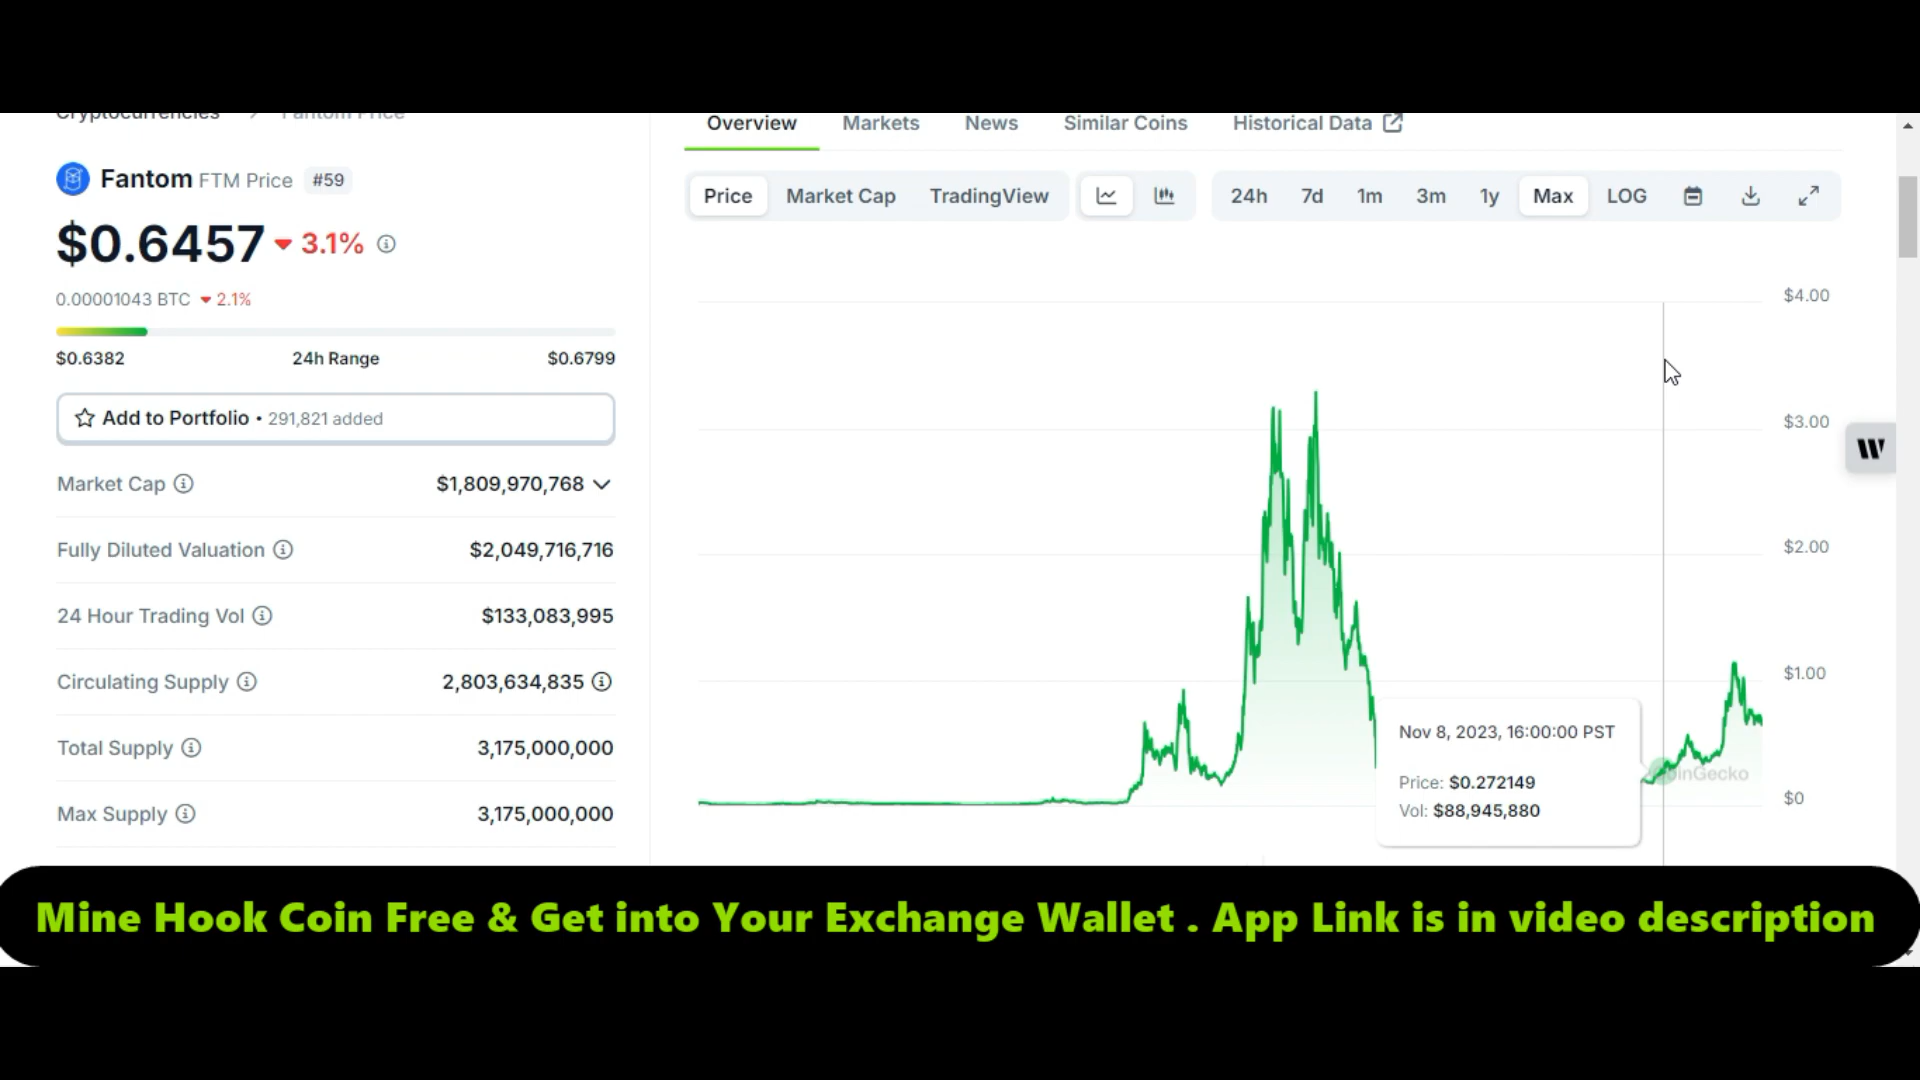 Cryptocurrencies > Fantom Price
Overview Markets News Similar Coins Historical Data
Fantom FTM Price #59
Price Market Cap TradingView 24h 7d 1m 3m 1y Max LOG
$0.6457 3.1%
0.00001043 BTC 2.1%
$0.6382 24h Range $0.6799
Add to Portfolio • 291,821 added
Market Cap $1,809,970,768
Fully Diluted Valuation $2,049,716,716
24 Hour Trading Vol $133,083,995
Circulating Supply 2,803,634,835
Total Supply 3,175,000,000
Max Supply 3,175,000,000
$4.00
$3.00
$2.00
$1.00
$0
Nov 8, 2023, 16:00:00 PST
Price: $0.272149
Vol: $88,945,880
inGecko
Mine Hook Coin Free & Get into Your Exchange Wallet . App Link is in video description